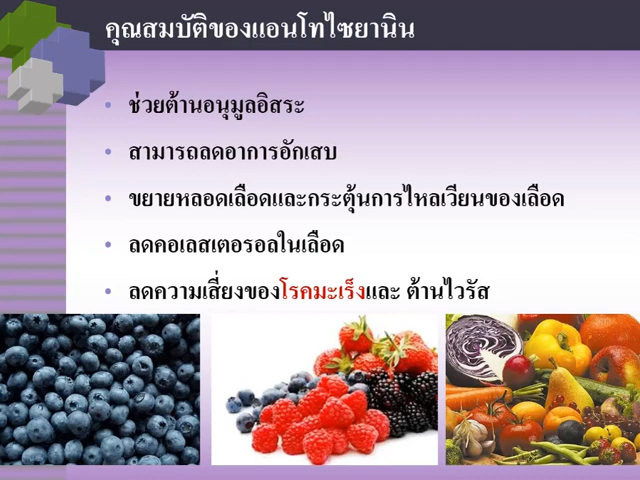 คุณสมบัติของแอนโทไซยานิน
• ช่วยต้านอนุมูลอิสระ
• สามารถลดอาการอักเสบ
• ขยายหลอดเลือดและกระตุ้นการไหลเวียนของเลือด
• ลดคอเลสเตอรอลในเลือด
• ลดความเสี่ยงของโรคมะเร็งและ ต้านไวรัส